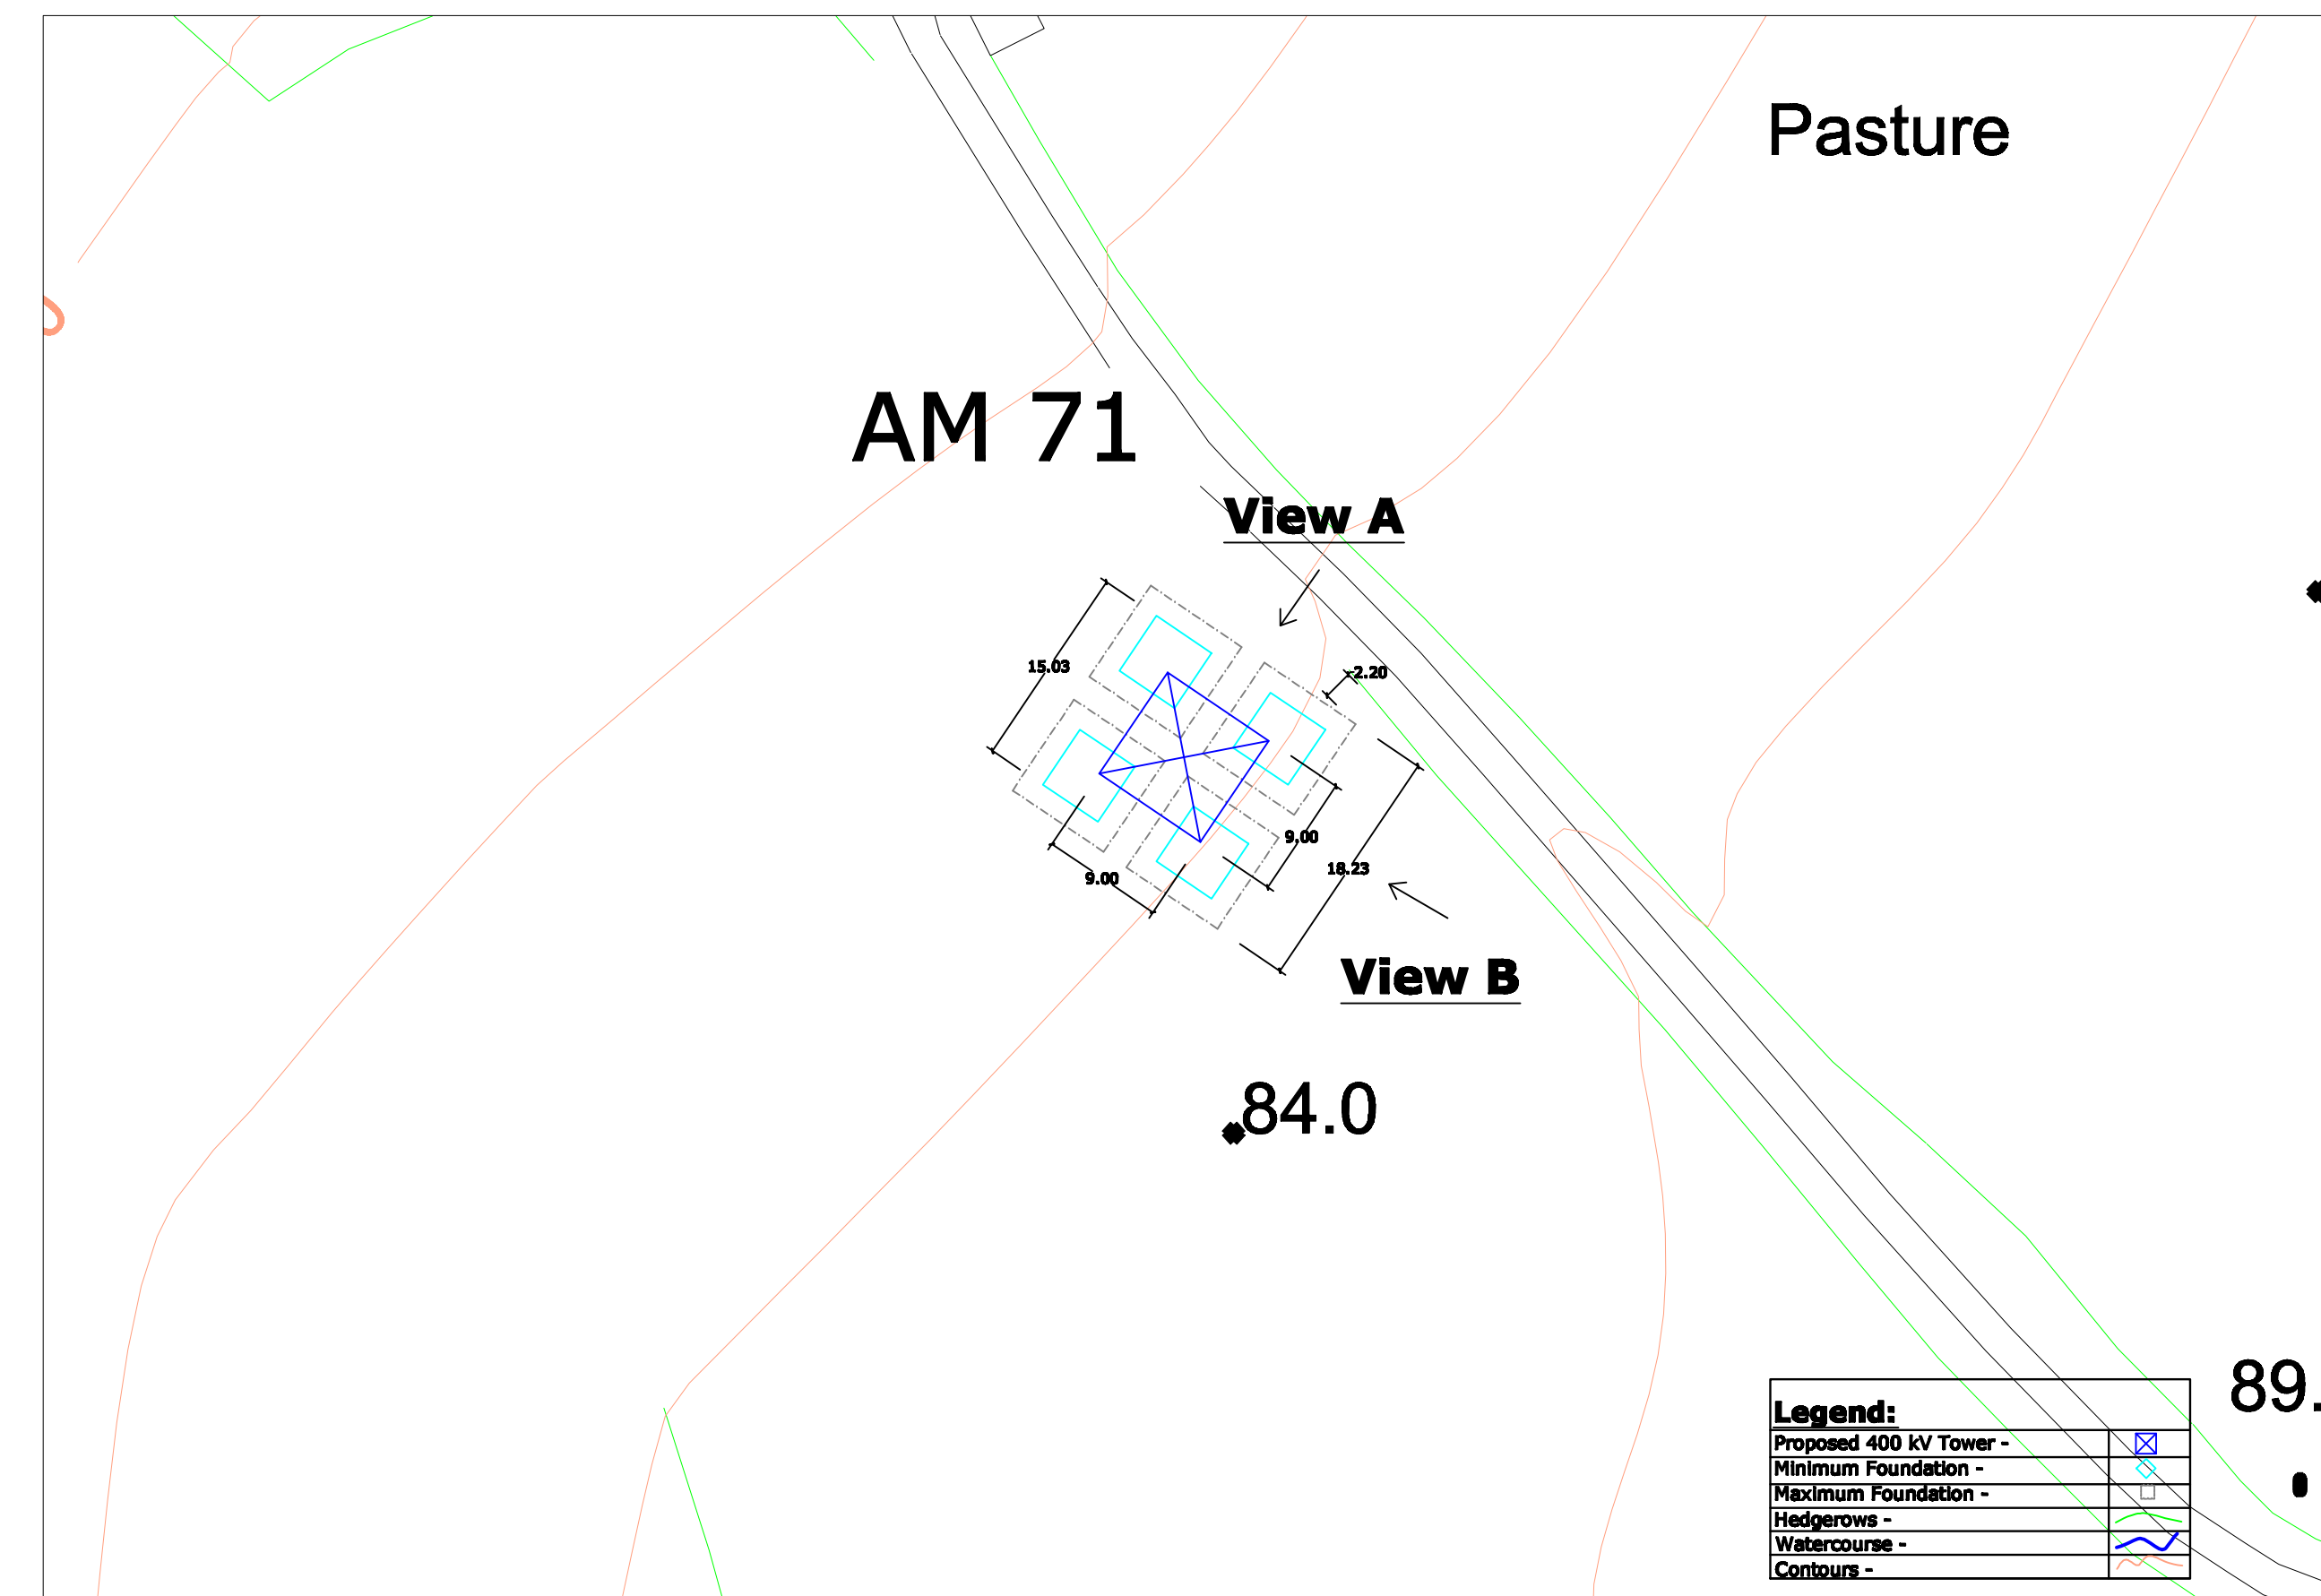 Pasture
AM 71
View A
15.03
2.20
9.00
18.23
9.00
View B
84.0
89.
Legend:
Proposed 400 kV Tower -
Minimum Foundation -
Maximum Foundation -
Hedgerows -
Watercourse -
Contours -